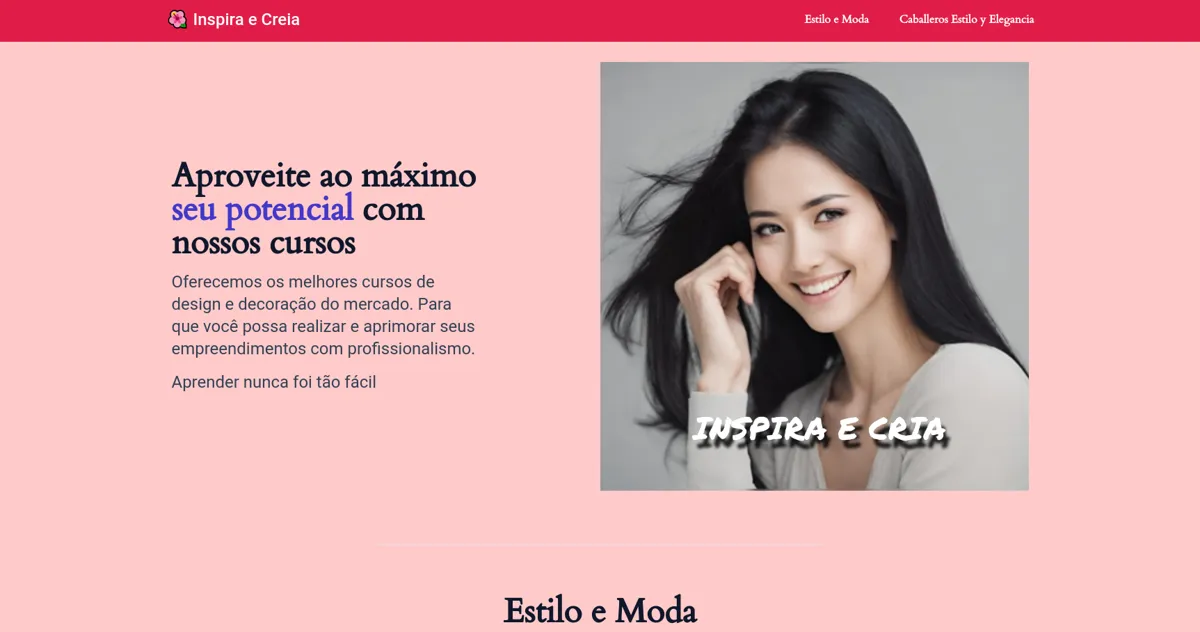 Inspira e Creia
Estilo e Moda
Caballeros Estilo y Elegancia
Aproveite ao máximo
seu potencial com
nossos cursos
Oferecemos os melhores cursos de
design e decoração do mercado. Para
que você possa realizar e aprimorar seus
empreendimentos com profissionalismo.
Aprender nunca foi tão fácil
INSPIRA E CRIA
Estilo e Moda